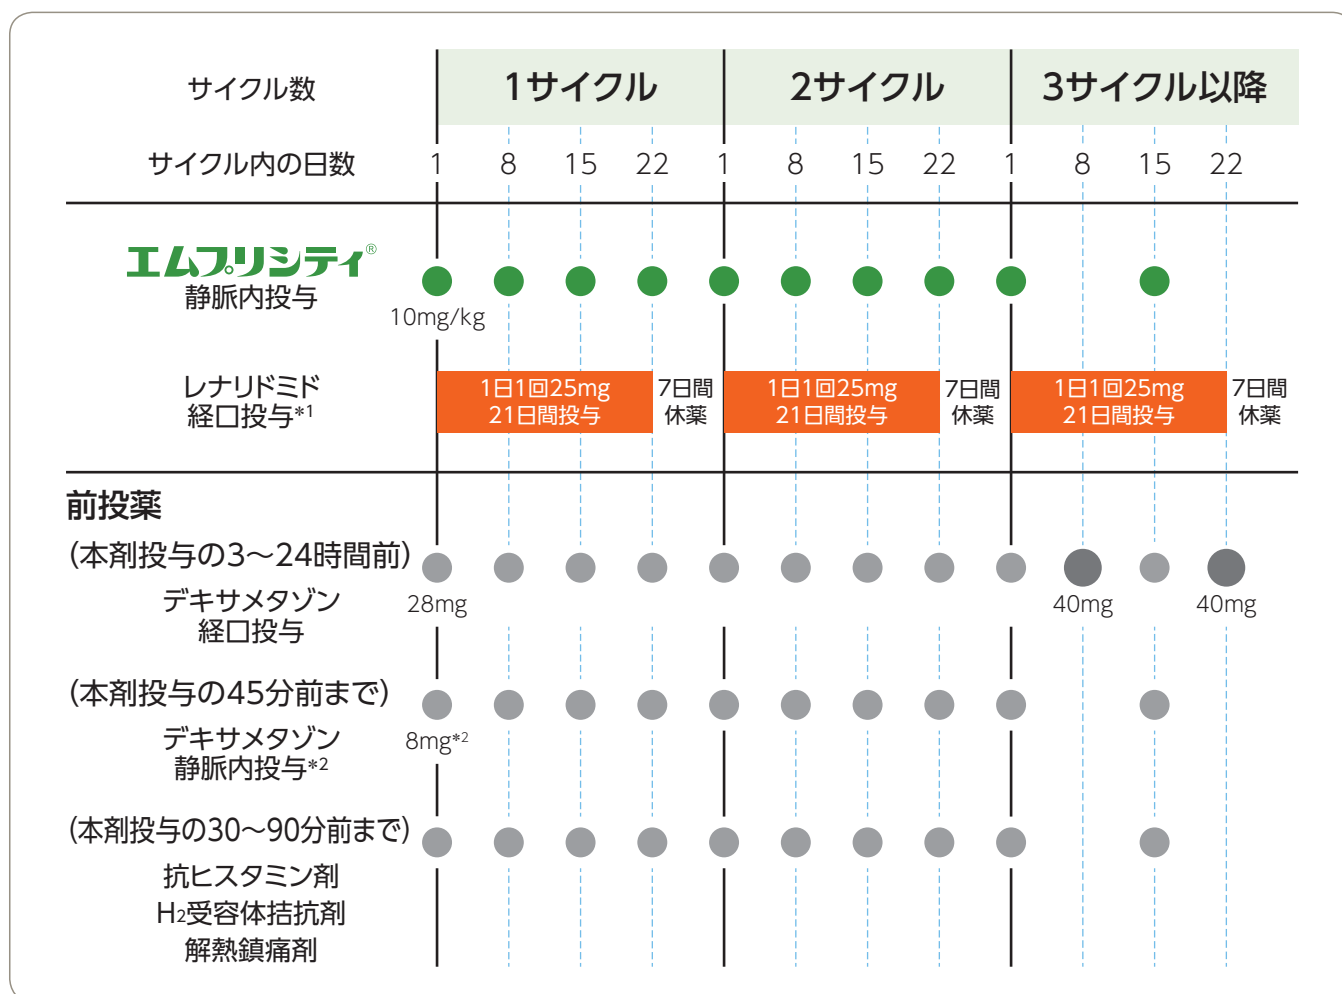 サイクル数 1サイクル 2サイクル 3サイクル以降
サイクル内の日数 1 8 15 22 1 8 15 22 1 8 15 22
エムプリシティ®
静脈内投与
10mg/kg
レナリドミド
経口投与*1
1日1回25mg 7日間 1日1回25mg 7日間 1日1回25mg 7日間
21日間投与 休薬 21日間投与 休薬 21日間投与 休薬
前投薬
(本剤投与の3〜24時間前)
デキサメタゾン 28mg 40mg 40mg
経口投与
(本剤投与の45分前まで)
デキサメタゾン 8mg*2
静脈内投与*2
(本剤投与の30〜90分前まで)
抗ヒスタミン剤
H2受容体拮抗剤
解熱鎮痛剤